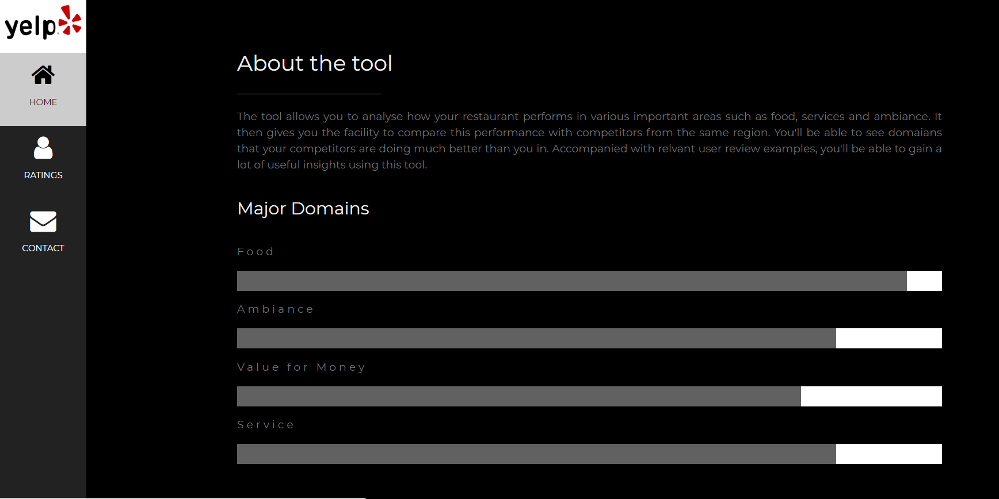 yelp
HOME
RATINGS
CONTACT
About the tool
The tool allows you to analyse how your restaurant performs in various important areas such as food, services and ambiance. It
then gives you the facility to compare this performance with competitors from the same region. You'll be able to see domaians
that your competitors are doing much better than you in. Accompanied with relvant user review examples, you'll be able to gain a
lot of useful insights using this tool.
Major Domains
Food
Ambiance
Value for Money
Service